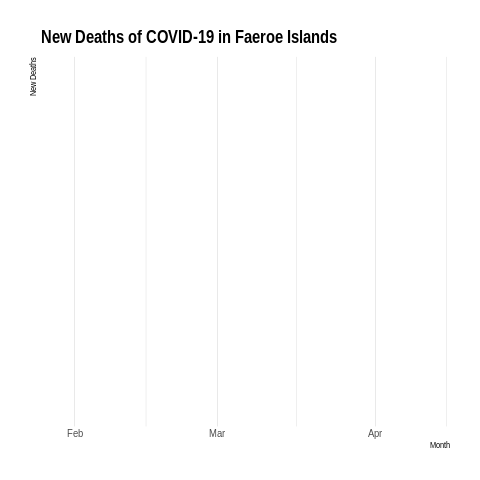 New Deaths of COVID-19 in Faeroe Islands
New Deaths
Feb
Mar
Apr
Month